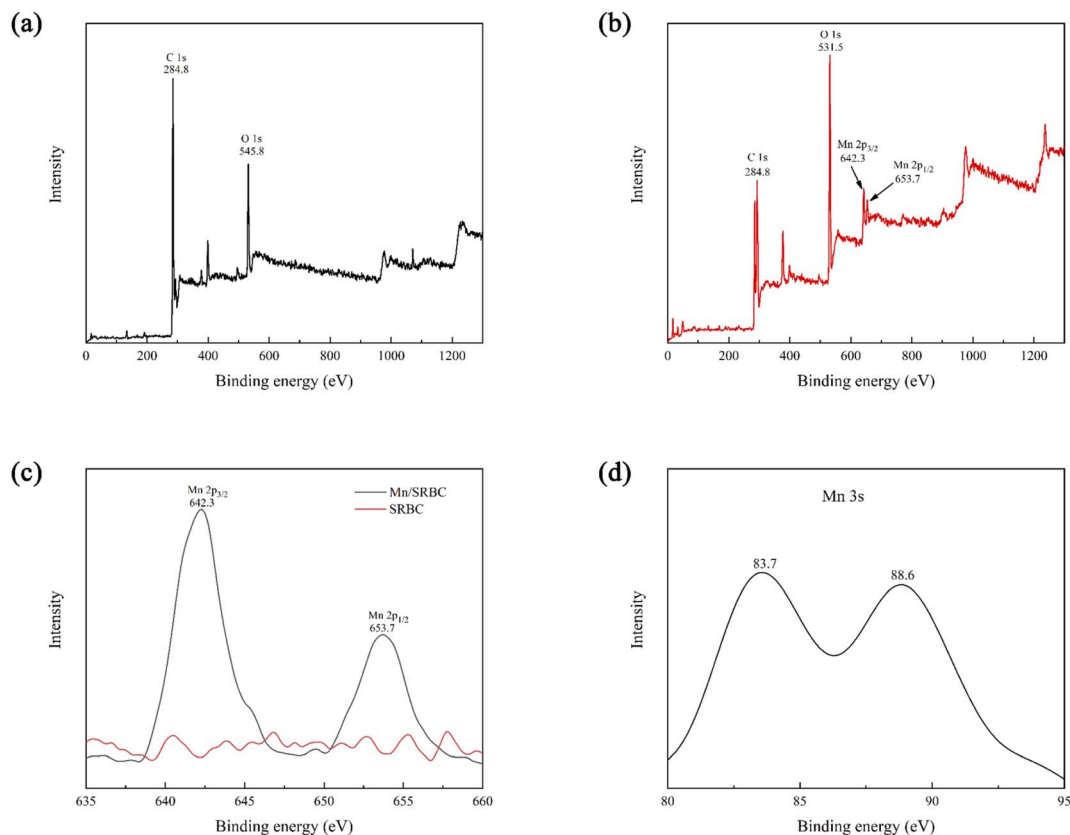 (a)
C 1s
284.8
O 1s
545.8
Intensity
0 200 400 600 800 1000 1200
Binding energy (eV)
(b)
O 1s
531.5
C 1s
284.8
Mn 2p3/2
642.3
Mn 2p1/2
653.7
Intensity
0 200 400 600 800 1000 1200
Binding energy (eV)
(c)
Mn 2p3/2
642.3
Mn/SRBC
SRBC
Mn 2p1/2
653.7
Intensity
635 640 645 650 655 660
Binding energy (eV)
(d)
Mn 3s
83.7
88.6
Intensity
80 85 90 95
Binding energy (eV)